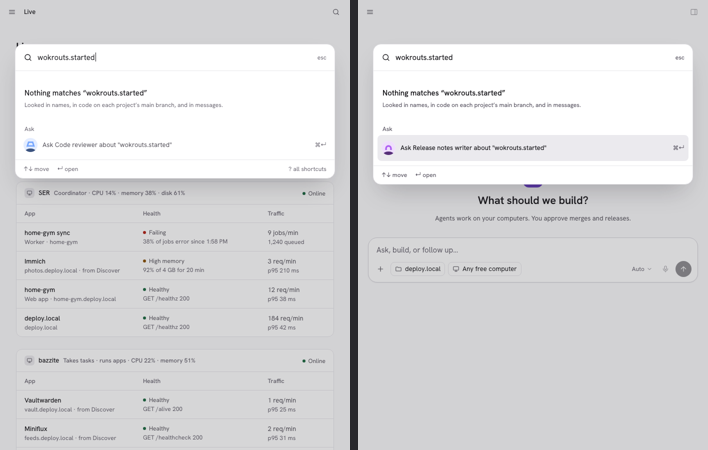 Live
wokrouts.started
esc
Nothing matches “wokrouts.started”
Looked in names, in code on each project’s main branch, and in messages.
Ask
Ask Code reviewer about “wokrouts.started”
⌘↵
↑↓ move ↵ open
? all shortcuts
SER Coordinator · CPU 14% · memory 38% · disk 61%
Online
App Health Traffic
home-gym sync Failing 9 jobs/min
Worker · home-gym 38% of jobs error since 1:58 PM 1,240 queued
Immich High memory 3 req/min
photos.deploy.local · from Discover 92% of 4 GB for 20 min p95 210 ms
home-gym Healthy 12 req/min
Web app · home-gym.deploy.local GET /healthz 200 p95 38 ms
deploy.local Healthy 184 req/min
deploy.local GET /healthz 200 p95 42 ms
bazzite Takes tasks · runs apps · CPU 22% · memory 51%
Online
App Health Traffic
Vaultwarden Healthy 1 req/min
vault.deploy.local · from Discover GET /alive 200 p95 25 ms
Miniflux Healthy 2 req/min
feeds.deploy.local · from Discover GET /healthcheck 200 p95 31 ms
wokrouts.started
esc
Nothing matches “wokrouts.started”
Looked in names, in code on each project’s main branch, and in messages.
Ask
Ask Release notes writer about “wokrouts.started”
⌘↵
↑↓ move ↵ open
What should we build?
Agents work on your computers. You approve merges and releases.
Ask, build, or follow up…
deploy.local Any free computer Auto